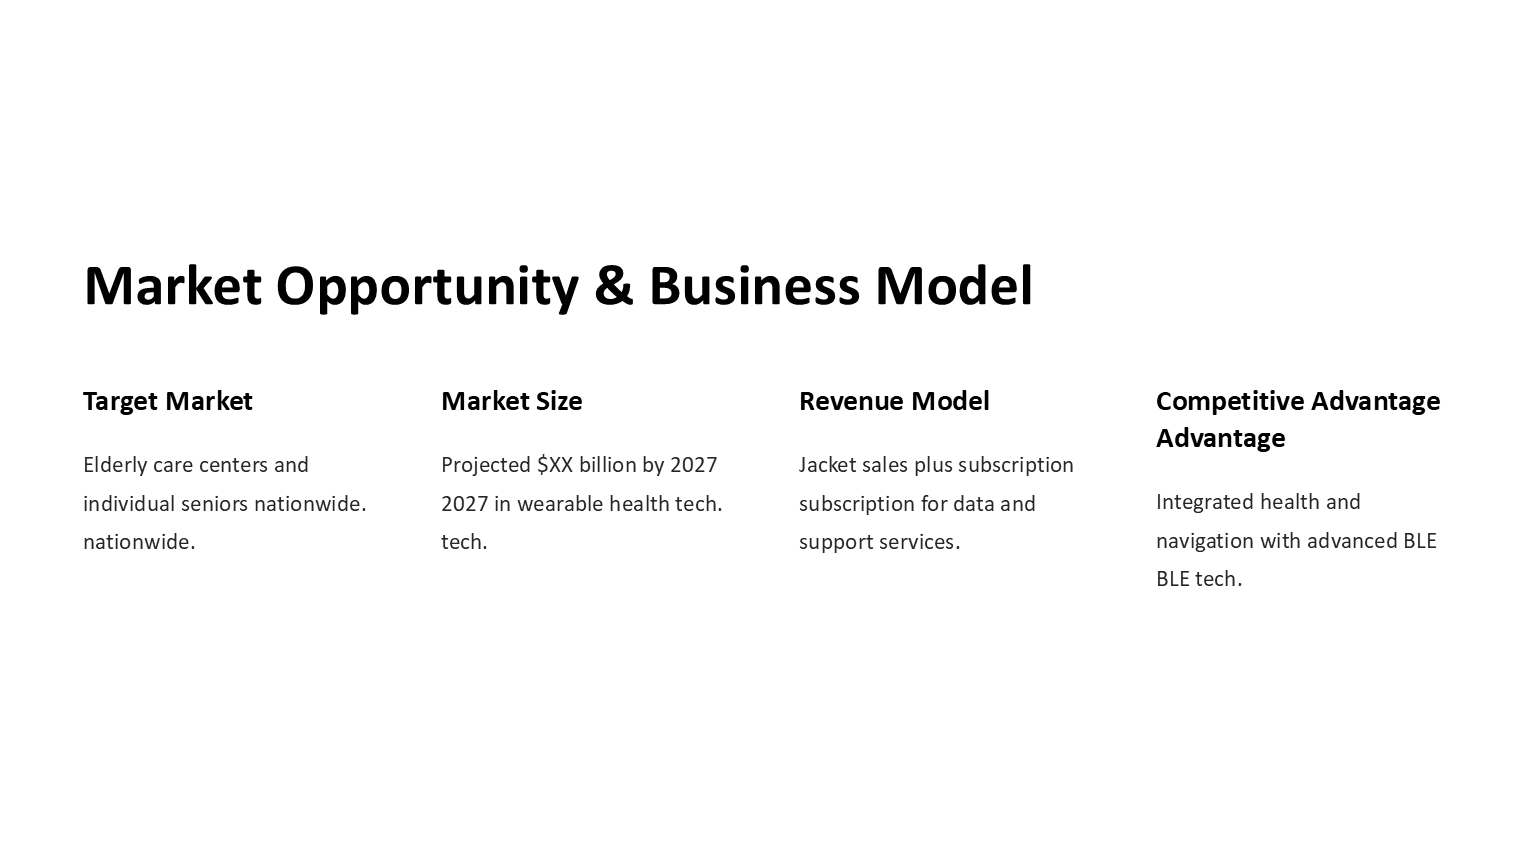 Market Opportunity & Business Model
Target Market
Elderly care centers and
individual seniors nationwide.
nationwide.
Market Size
Projected $XX billion by 2027
2027 in wearable health tech.
tech.
Revenue Model
Jacket sales plus subscription
subscription for data and
support services.
Competitive Advantage
Advantage
Integrated health and
navigation with advanced BLE
BLE tech.